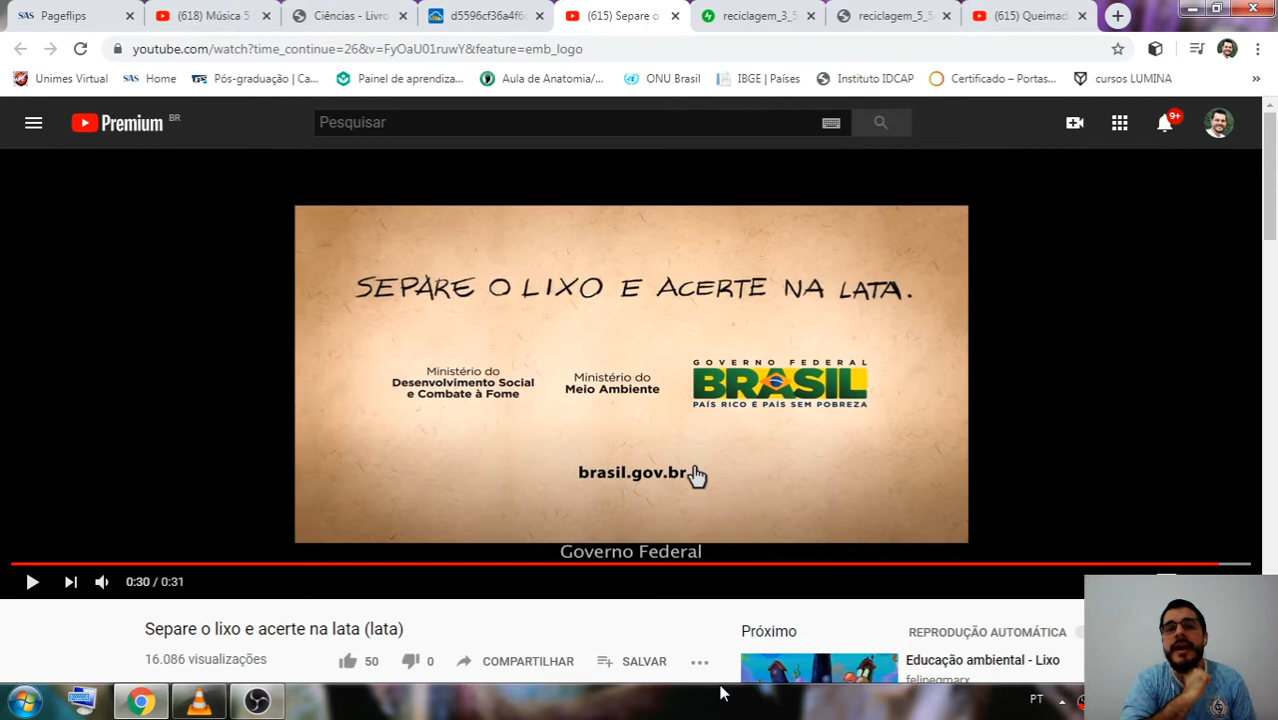 SAS Pageflips
(618) Música 5
Ciências - Livro
d5596cf36a4f6
(615) Separe o
reciclagem_3_5
reciclagem_5_5
(615) Queimad
youtube.com/watch?time_continue=26&v=FyOaU01ruwY&feature=emb_logo
Unimes Virtual
SAS Home
Pós-graduação | Ca...
Painel de aprendiza...
Aula de Anatomia/...
ONU Brasil
IBGE | Países
Instituto IDCAP
Certificado – Portas...
cursos LUMINA
»
Premium BR
Pesquisar
9+
SEPARE O LIXO E ACERTE NA LATA.
Ministério do
Desenvolvimento Social
e Combate à Fome
Ministério do
Meio Ambiente
GOVERNO FEDERAL
BRASIL
PAÍS RICO É PAÍS SEM POBREZA
brasil.gov.br
Governo Federal
0:30 / 0:31
Separe o lixo e acerte na lata (lata)
16.086 visualizações
50
0
COMPARTILHAR
SALVAR
Próximo
REPRODUÇÃO AUTOMÁTICA
Educação ambiental - Lixo
felipegmarx
PT